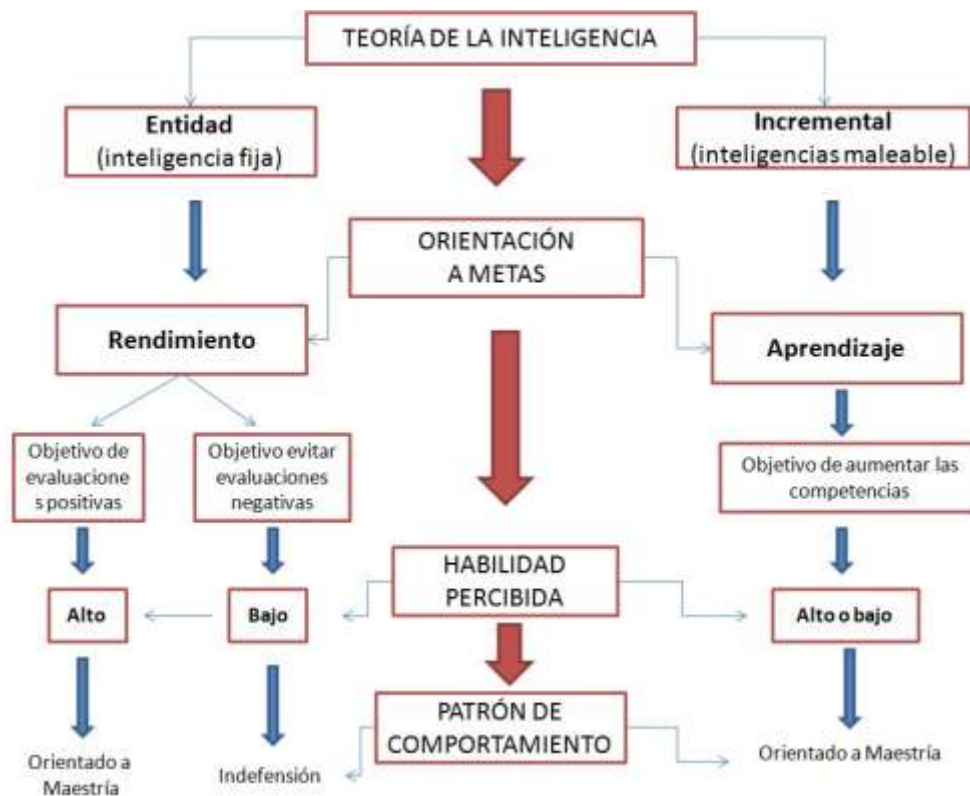 TEORÍA DE LA INTELIGENCIA
Entidad
(inteligencia fija)
Incremental
(inteligencias maleable)
ORIENTACIÓN
A METAS
Rendimiento
Aprendizaje
Objetivo de
evaluacione
s positivas
Objetivo evitar
evaluaciones
negativas
Objetivo de aumentar las
competencias
HABILIDAD
PERCIBIDA
Alto
Bajo
Alto o bajo
PATRÓN DE
COMPORTAMIENTO
Orientado a
Maestría
Indefensión
Orientado a Maestría